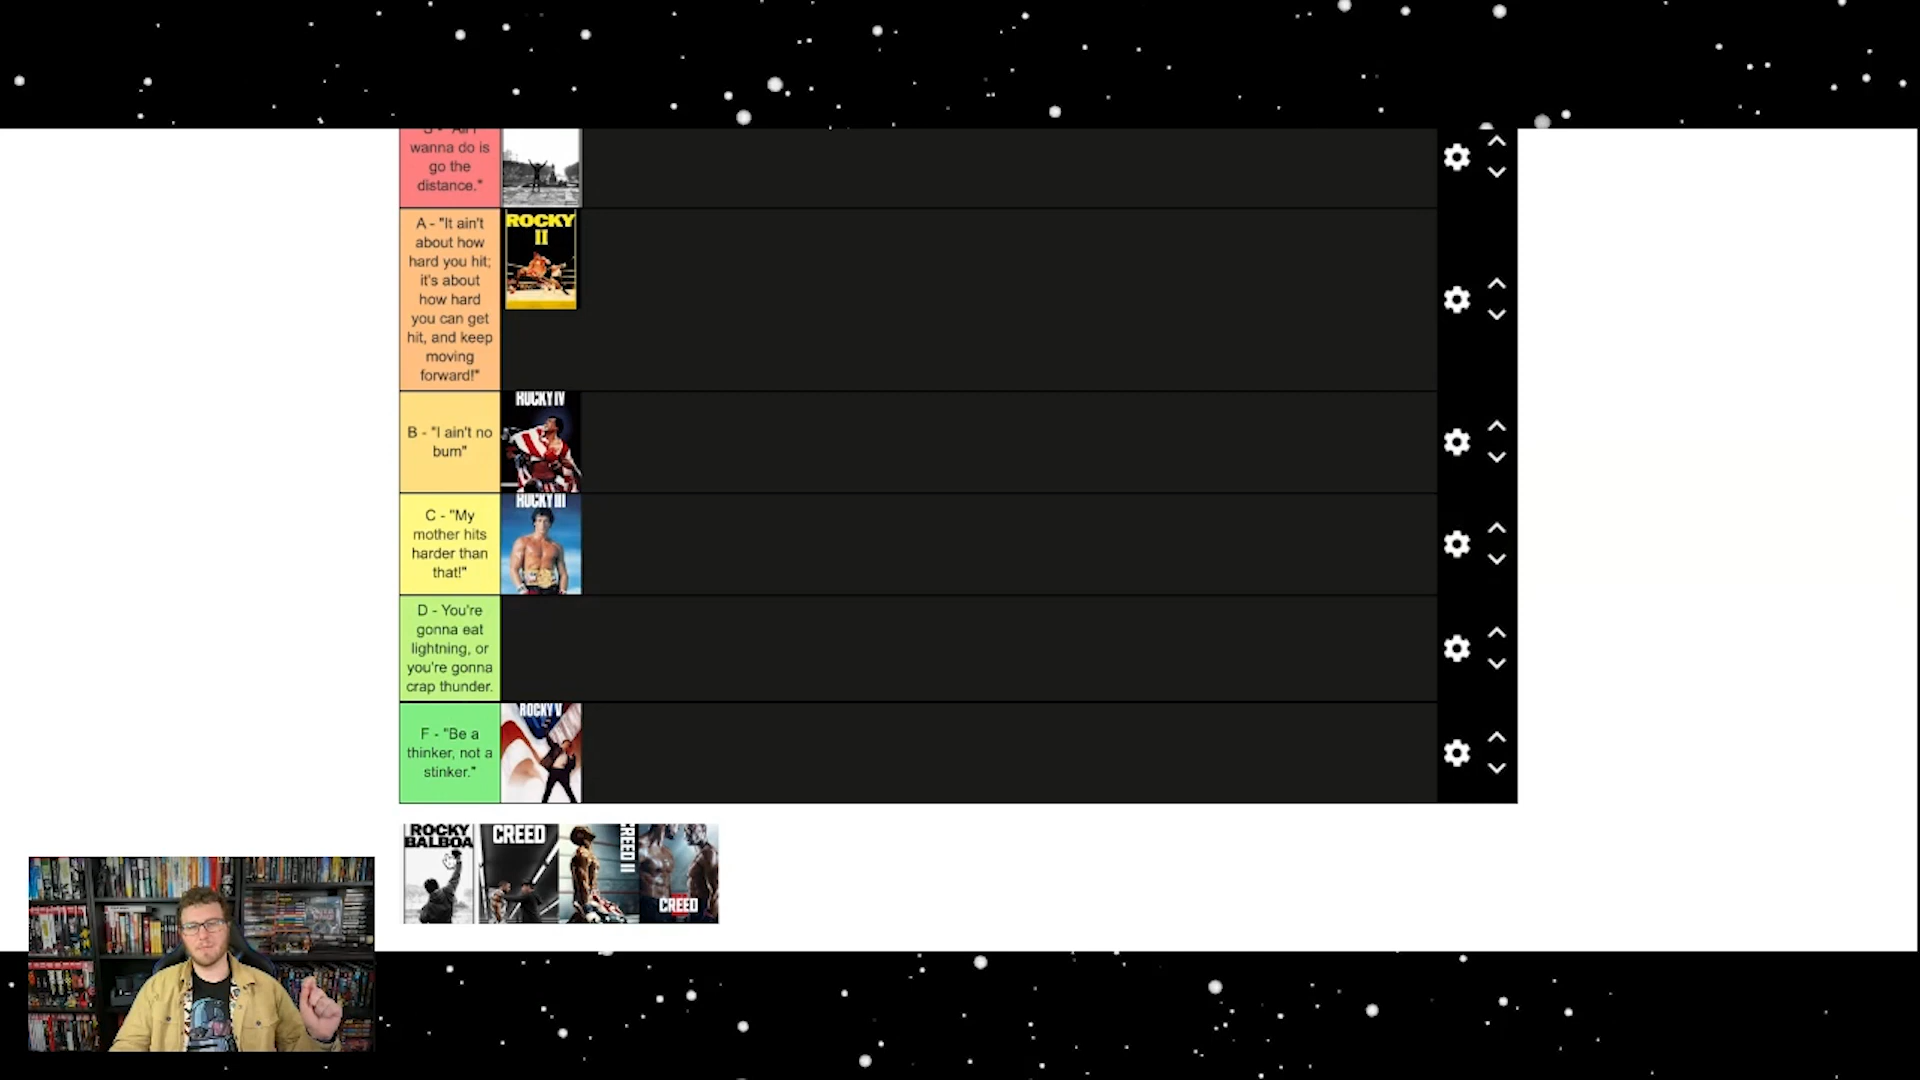 S - "All I
wanna do is
go the
distance."
A - "It ain't
about how
hard you hit;
it's about
how hard
you can get
hit, and keep
moving
forward!"
ROCKY
II
B - "I ain't no
bum"
ROCKY IV
C - "My
mother hits
harder than
that!"
ROCKY III
D - You're
gonna eat
lightning, or
you're gonna
crap thunder.
F - "Be a
thinker, not a
stinker."
ROCKY V
ROCKY
BALBOA
CREED
CREED II
CREED